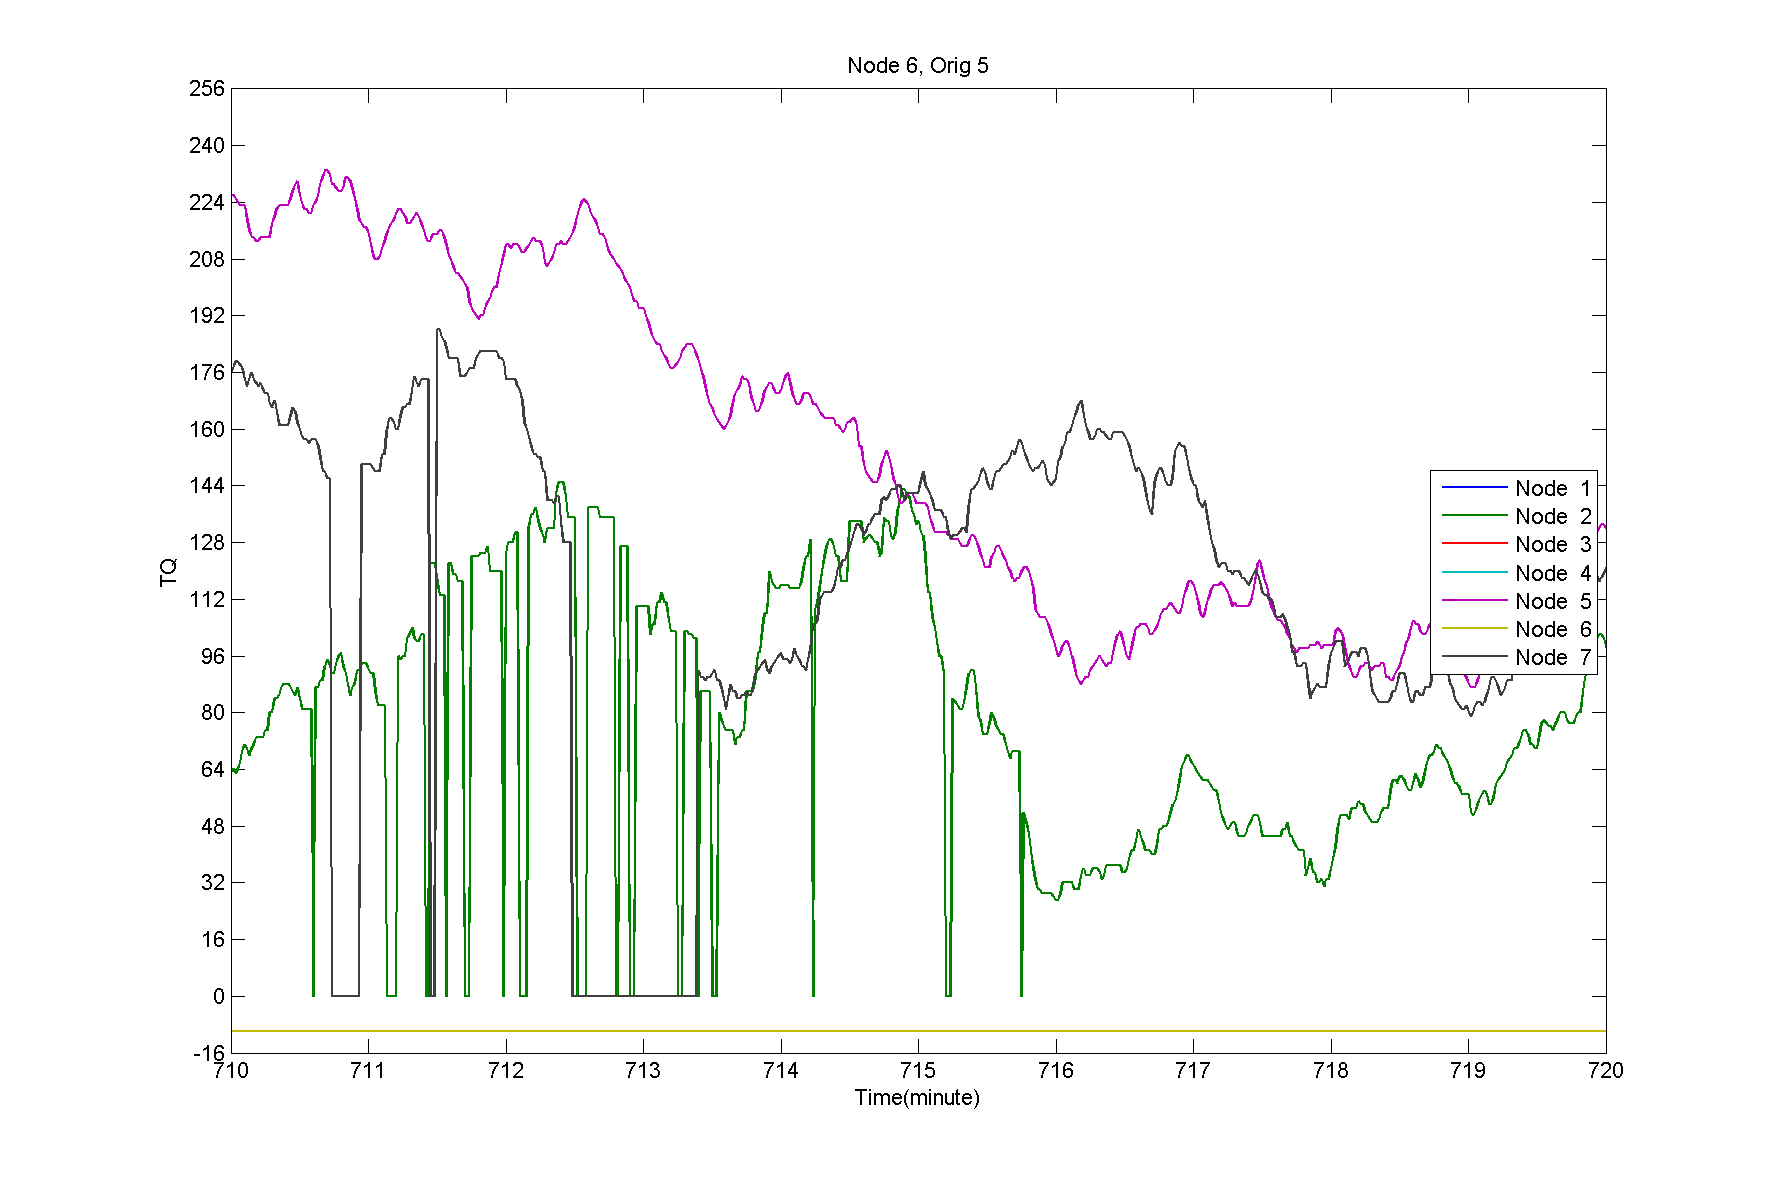 Node 6, Orig 5
256
240
224
208
192
176
160
144
128
112
96
80
64
48
32
16
0
-16
TQ
Node 1
Node 2
Node 3
Node 4
Node 5
Node 6
Node 7
710 711 712 713 714 715 716 717 718 719 720
Time(minute)